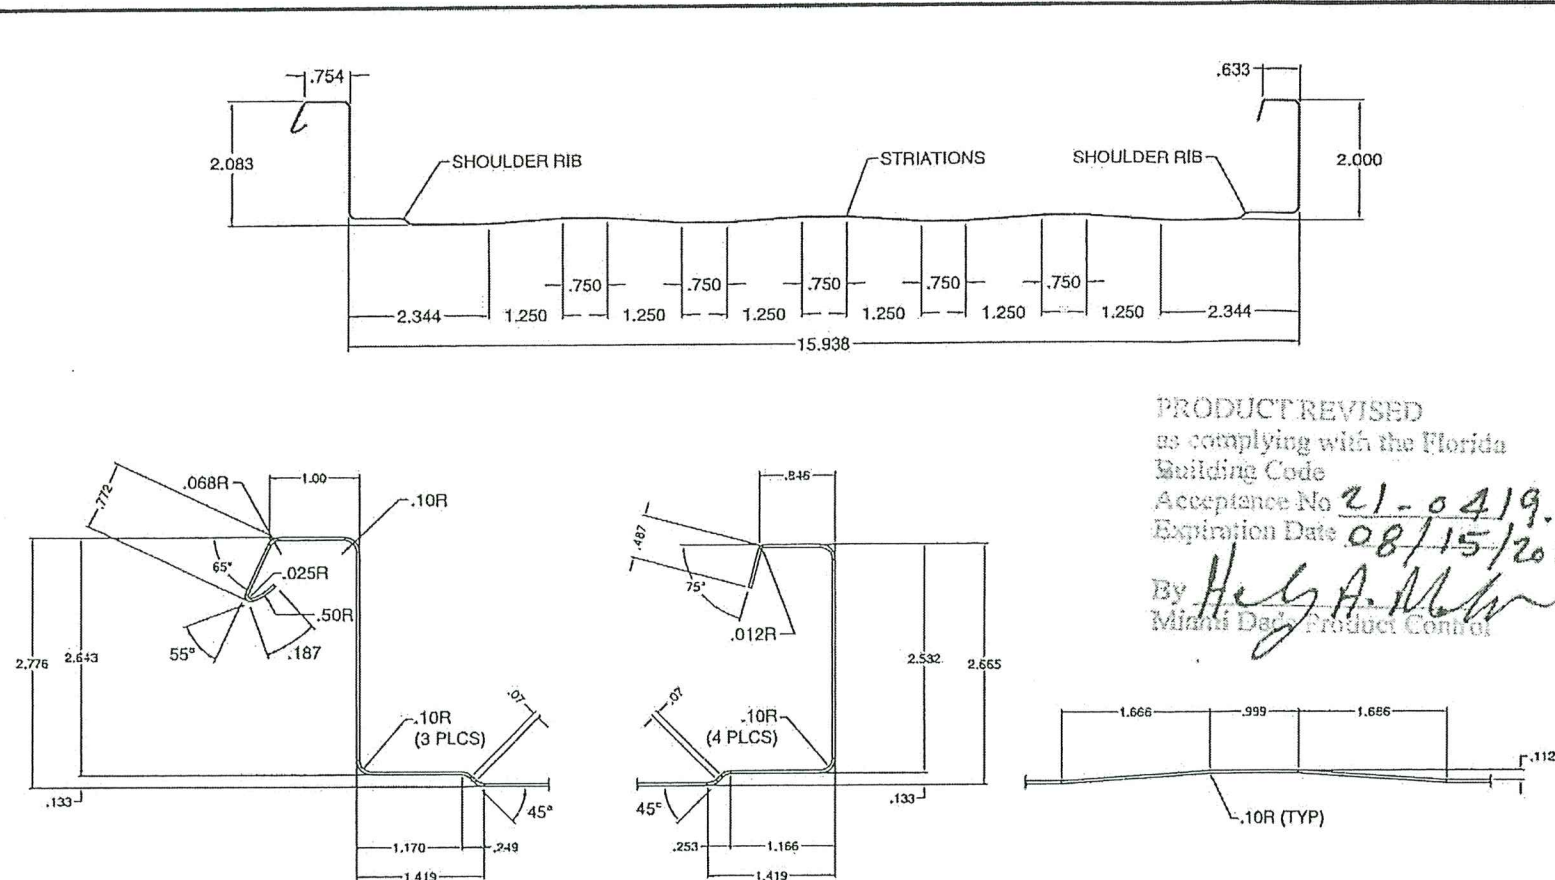 .754
.633
2.083
SHOULDER RIB
STRIATIONS
SHOULDER RIB
2.000
.750 .750 .750 .750 .750
2.344 1.250 1.250 1.250 1.250 1.250 1.250 2.344
15.938
PRODUCT REVISED
as complying with the Florida
Building Code
Acceptance No 21-0419.
Expiration Date 08/15/20
By
Miami Dade Product Control
.772
.068R
1.00
.10R
65°
.025R
.50R
55°
.187
2.776
2.643
.07
.10R
(3 PLCS)
.133
45°
1.170
.249
1.419
.846
.487
75°
.012R
2.532
2.665
.07
.10R
(4 PLCS)
45°
.133
.253
1.166
1.419
1.666
.999
1.686
.112
.10R (TYP)